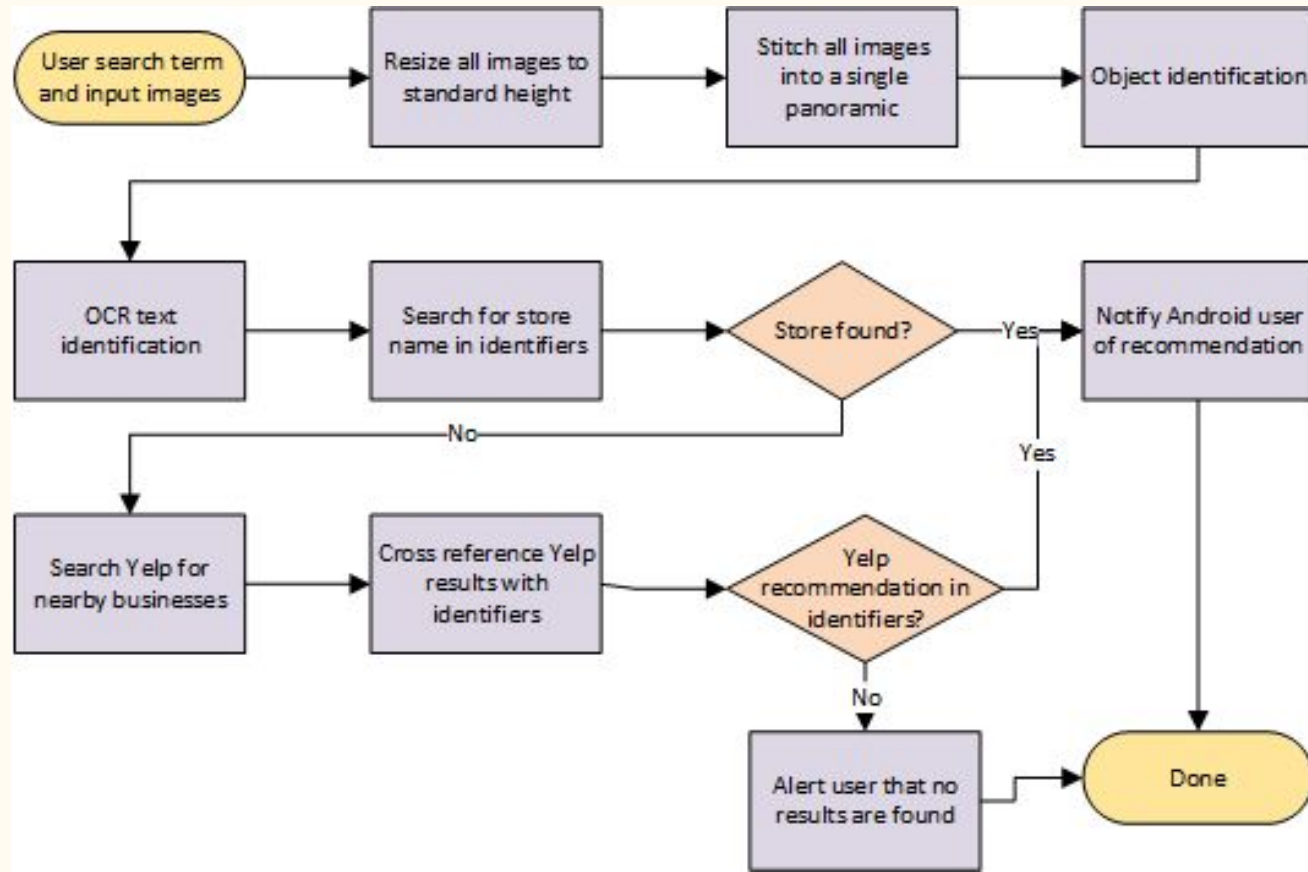 User search term
and input images
Resize all images to
standard height
Stitch all images
into a single
panoramic
Object identification
OCR text
identification
Search for store
name in identifiers
Store found?
Yes
Notify Android user
of recommendation
No
Yes
Search Yelp for
nearby businesses
Cross reference Yelp
results with
identifiers
Yelp
recommendation in
identifiers?
No
Alert user that no
results are found
Done